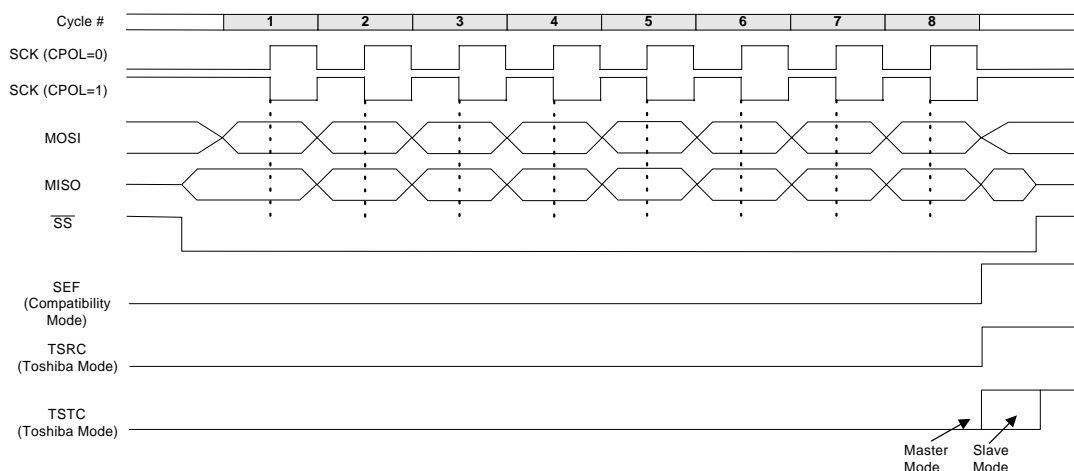 Cycle #
1 2 3 4 5 6 7 8
SCK (CPOL=0)
SCK (CPOL=1)
MOSI
MISO
SS
SEF
(Compatibility
Mode)
TSRC
(Toshiba Mode)
TSTC
(Toshiba Mode)
Master
Mode
Slave
Mode